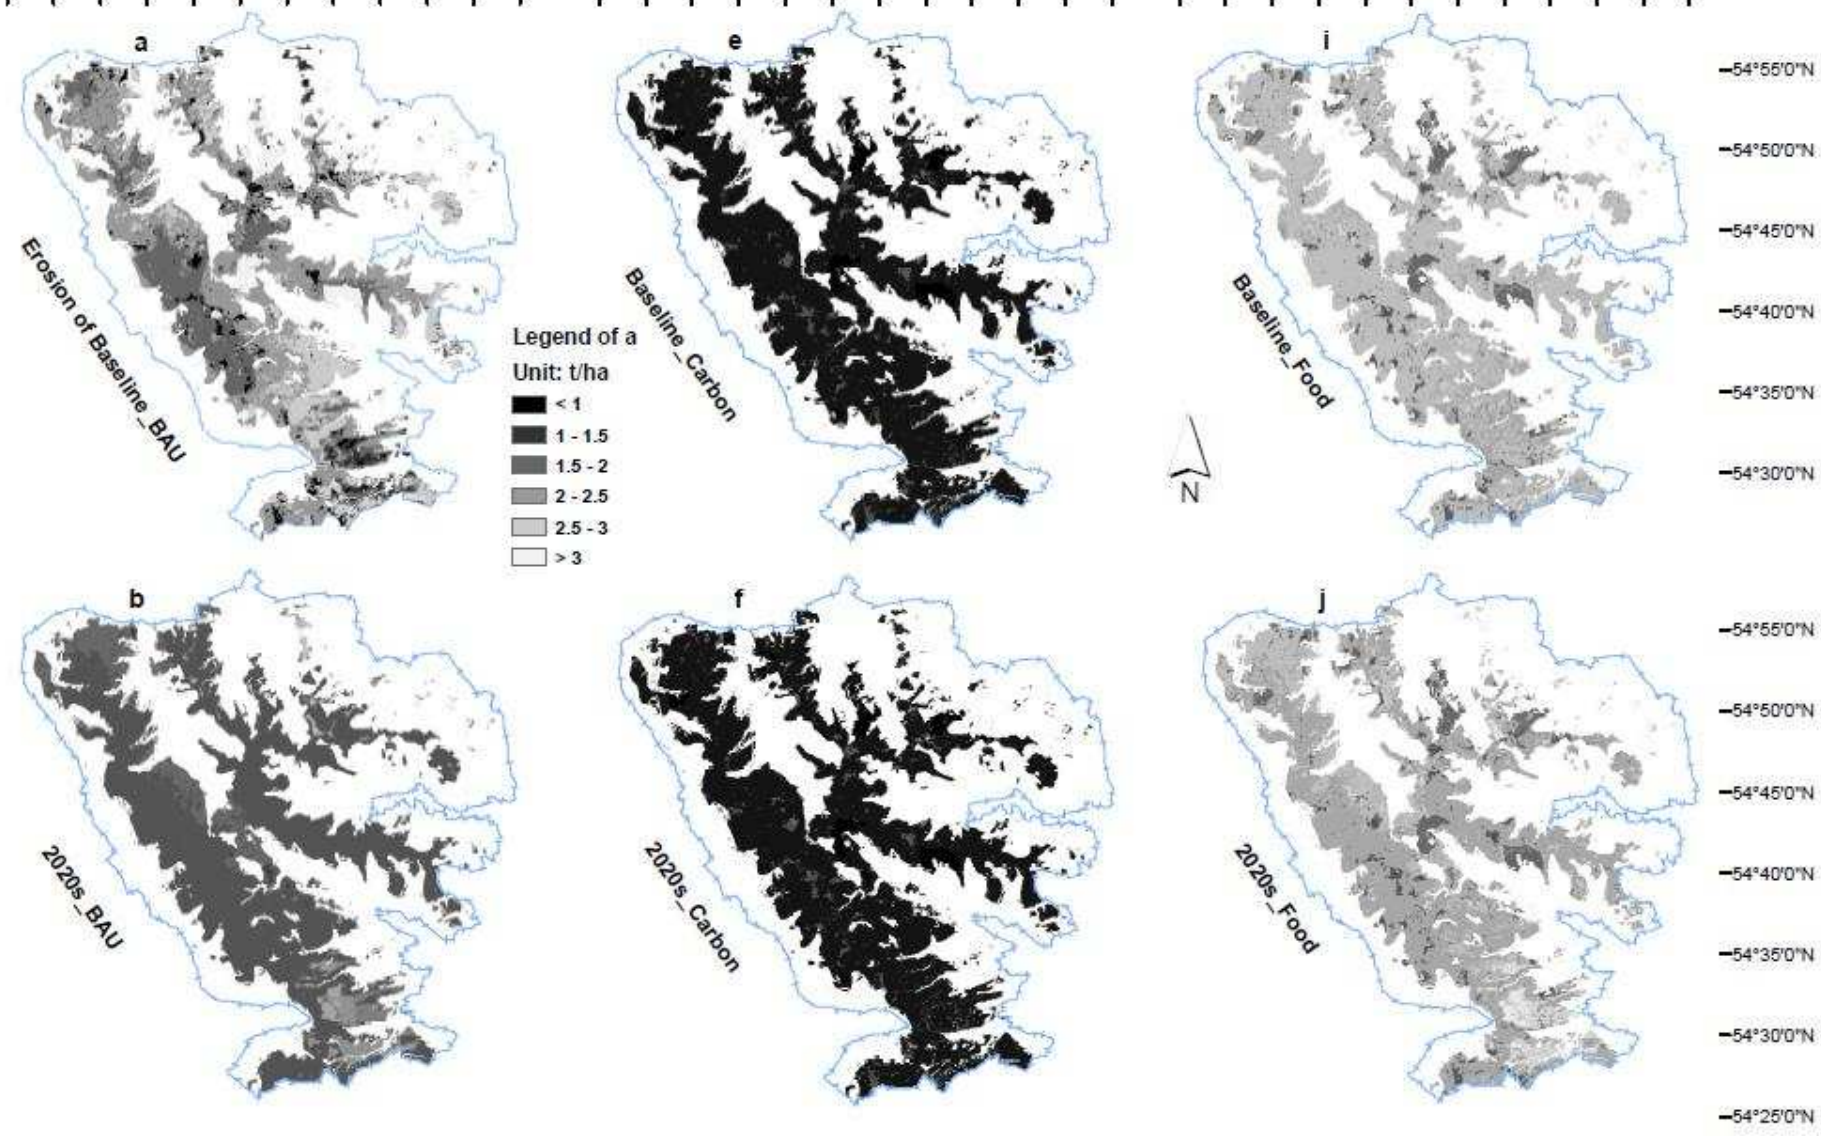 a
e
i
54°55'0"N
54°50'0"N
54°45'0"N
54°40'0"N
54°35'0"N
54°30'0"N
Erosion of Baseline_BAU
Baseline_Carbon
Baseline_Food
Legend of a
Unit: t/ha
< 1
1 - 1.5
1.5 - 2
2 - 2.5
2.5 - 3
> 3
N
b
f
j
54°55'0"N
54°50'0"N
54°45'0"N
54°40'0"N
54°35'0"N
54°30'0"N
54°25'0"N
2020s_BAU
2020s_Carbon
2020s_Food